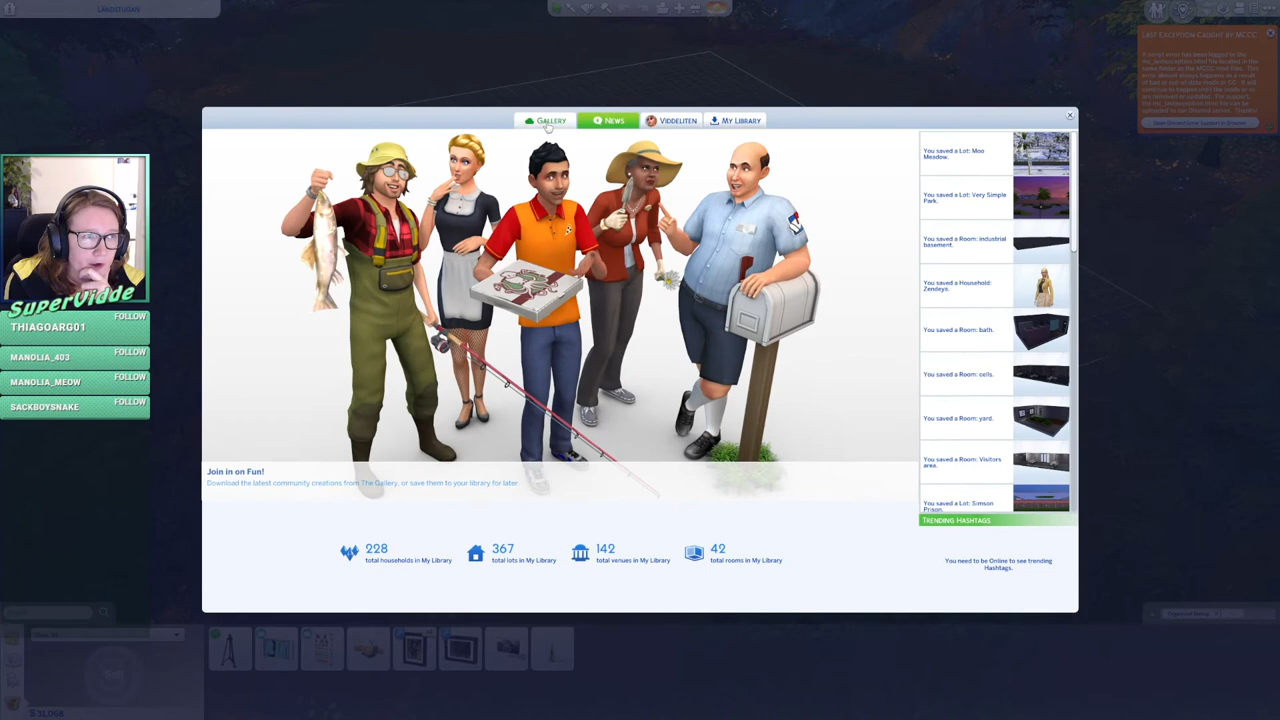 LÄNDSTUGAN
GALLERY
NEWS
VIDDELITEN
MY LIBRARY
LAST EXCEPTION CAUGHT BY MCCC
You saved a Lot: Moo
Meadow.
You saved a Lot: Very Simple
Park.
You saved a Room: industrial
basement.
You saved a Household:
Zendeys.
You saved a Room: bath.
You saved a Room: cells.
You saved a Room: yard.
You saved a Room: Visitors
area.
You saved a Lot: Simson
Prison.
TRENDING HASHTAGS
You need to be Online to see trending
Hashtags.
SUPERVIDDE
FOLLOW
THIAGOARG01
FOLLOW
MANOLIA_403
FOLLOW
MANOLIA_MEOW
FOLLOW
SACKBOYSNAKE
Join in on Fun!
Download the latest community creations from The Gallery, or save them to your library for later
228
total households in My Library
367
total lots in My Library
142
total venues in My Library
42
total rooms in My Library
§ 31,068